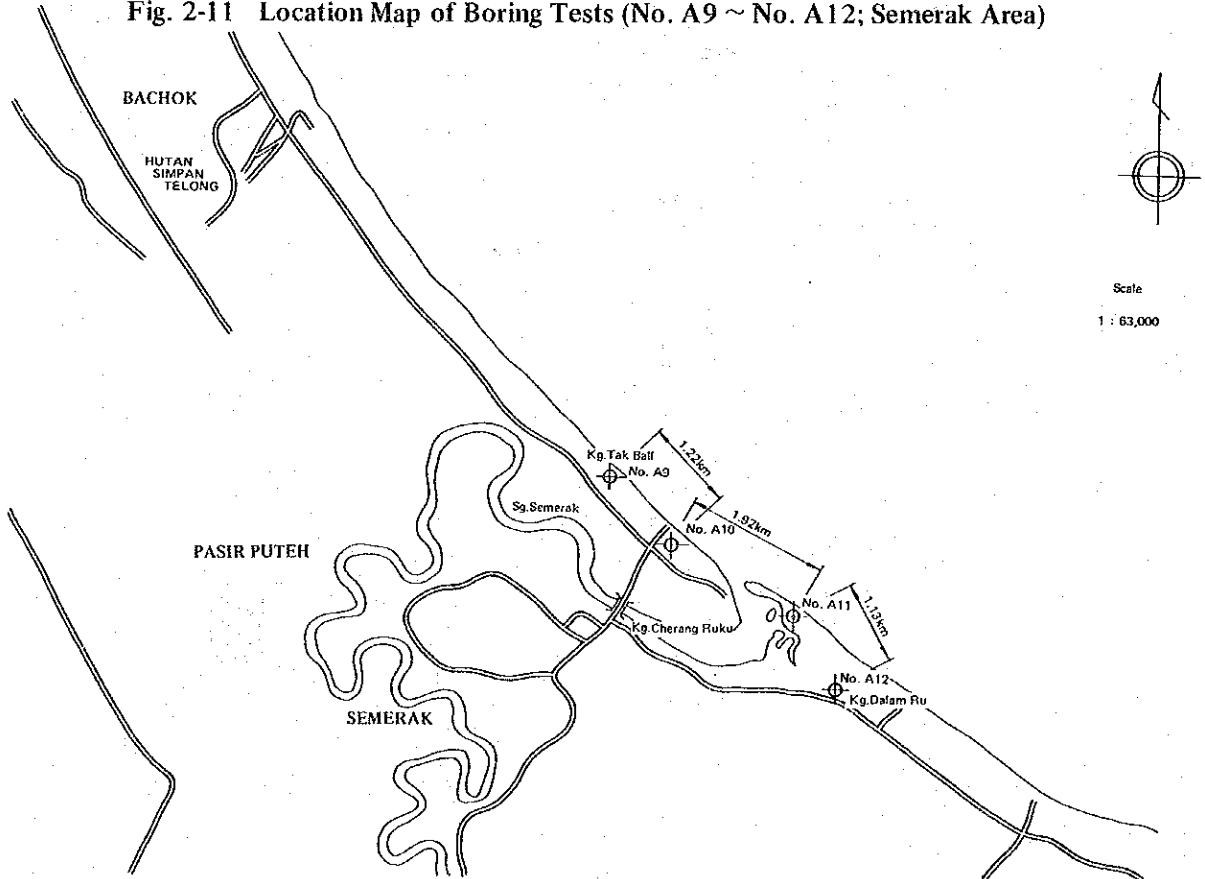 Fig. 2-11 Location Map of Boring Tests (No. A9 ~ No. A12; Semerak Area)
BACHOK
HUTAN
SIMPAN
TELONG
Scale
1 : 63,000
Kg.Tak Ball
No. A9
1.22km
Sg.Semerak
No. A10
1.92km
PASIR PUTEH
No. A11
1.13km
Kg.Cherang Ruku
No. A12
Kg.Dalam Ru
SEMERAK